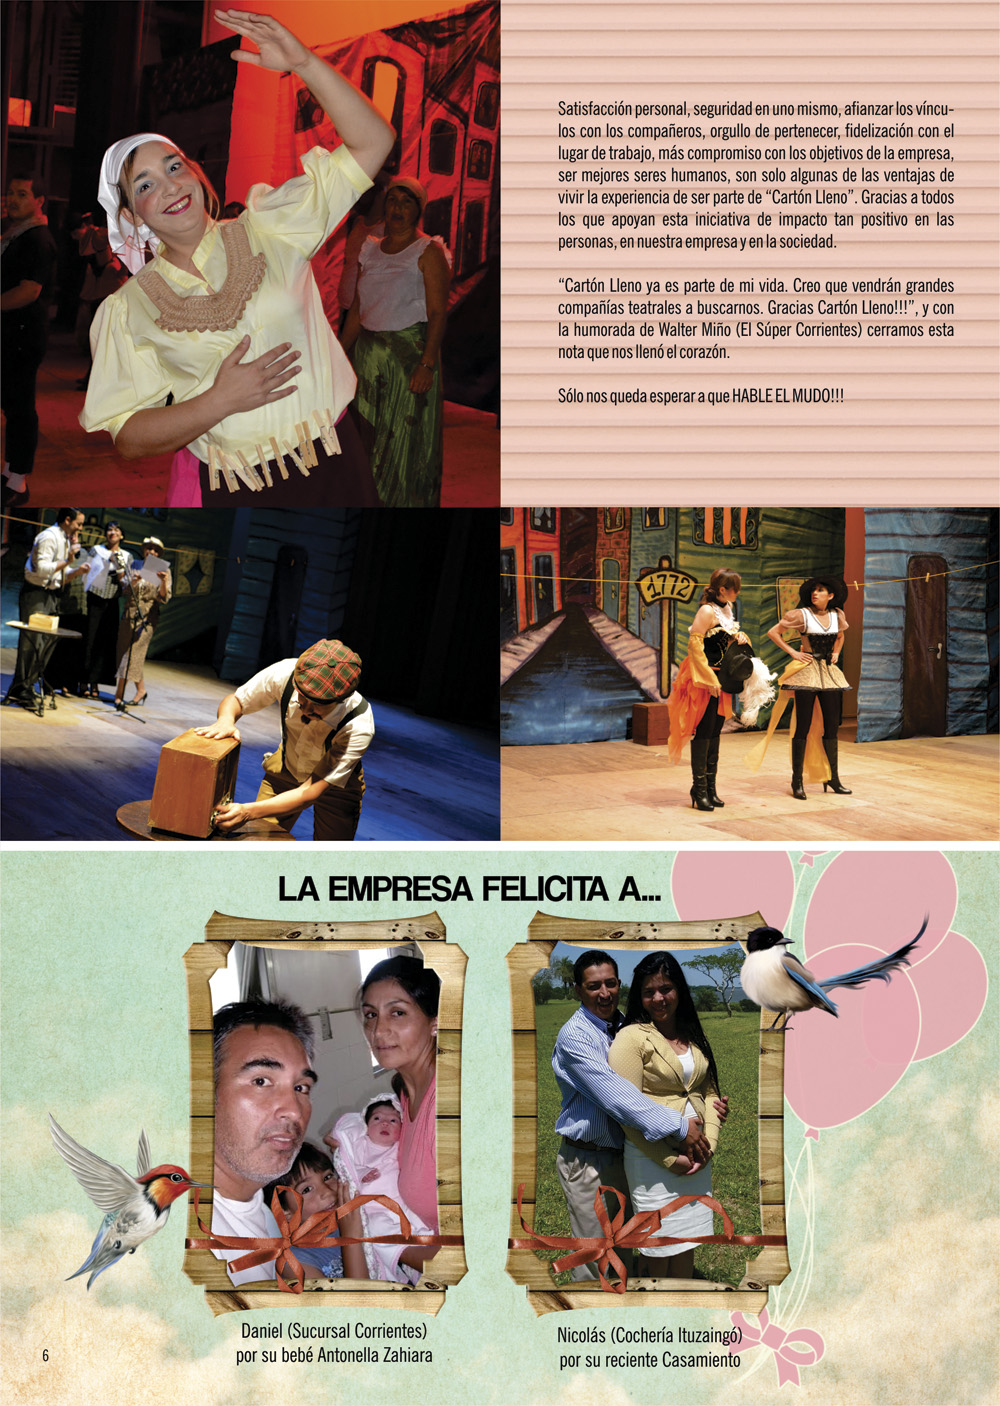 Satisfacción personal, seguridad en uno mismo, afianzar los víncu-
los con los compañeros, orgullo de pertenecer, fidelización con el
lugar de trabajo, más compromiso con los objetivos de la empresa,
ser mejores seres humanos, son solo algunas de las ventajas de
vivir la experiencia de ser parte de “Cartón Lleno”. Gracias a todos
los que apoyan esta iniciativa de impacto tan positivo en las
personas, en nuestra empresa y en la sociedad.
“Cartón Lleno ya es parte de mi vida. Creo que vendrán grandes
compañías teatrales a buscarnos. Gracias Cartón Lleno!!!”, y con
la humorada de Walter Miño (El Súper Corrientes) cerramos esta
nota que nos llenó el corazón.
Sólo nos queda esperar a que HABLE EL MUDO!!!
1772
LA EMPRESA FELICITA A...
Daniel (Sucursal Corrientes)
por su bebé Antonella Zahiara
Nicolás (Cochería Ituzaingó)
por su reciente Casamiento
6